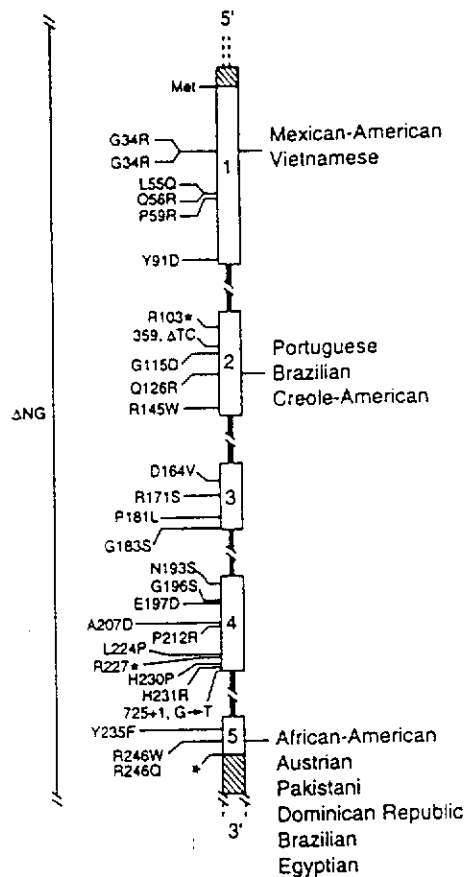 5'
Met
G34R
G34R
1
Mexican-American
Vietnamese
L55Q
Q56R
P59R
Y91D
R103*
359, ΔTC
G115D
Q126R
R145W
2
Portuguese
Brazilian
Creole-American
ΔNG
D164V
R171S
P181L
G183S
3
N193S
G196S
E197D
A207D
P212R
L224P
R227*
H230P
H231R
725+1, G→T
4
Y235F
R246W
R246Q
*
5
African-American
Austrian
Pakistani
Dominican Republic
Brazilian
Egyptian
3'